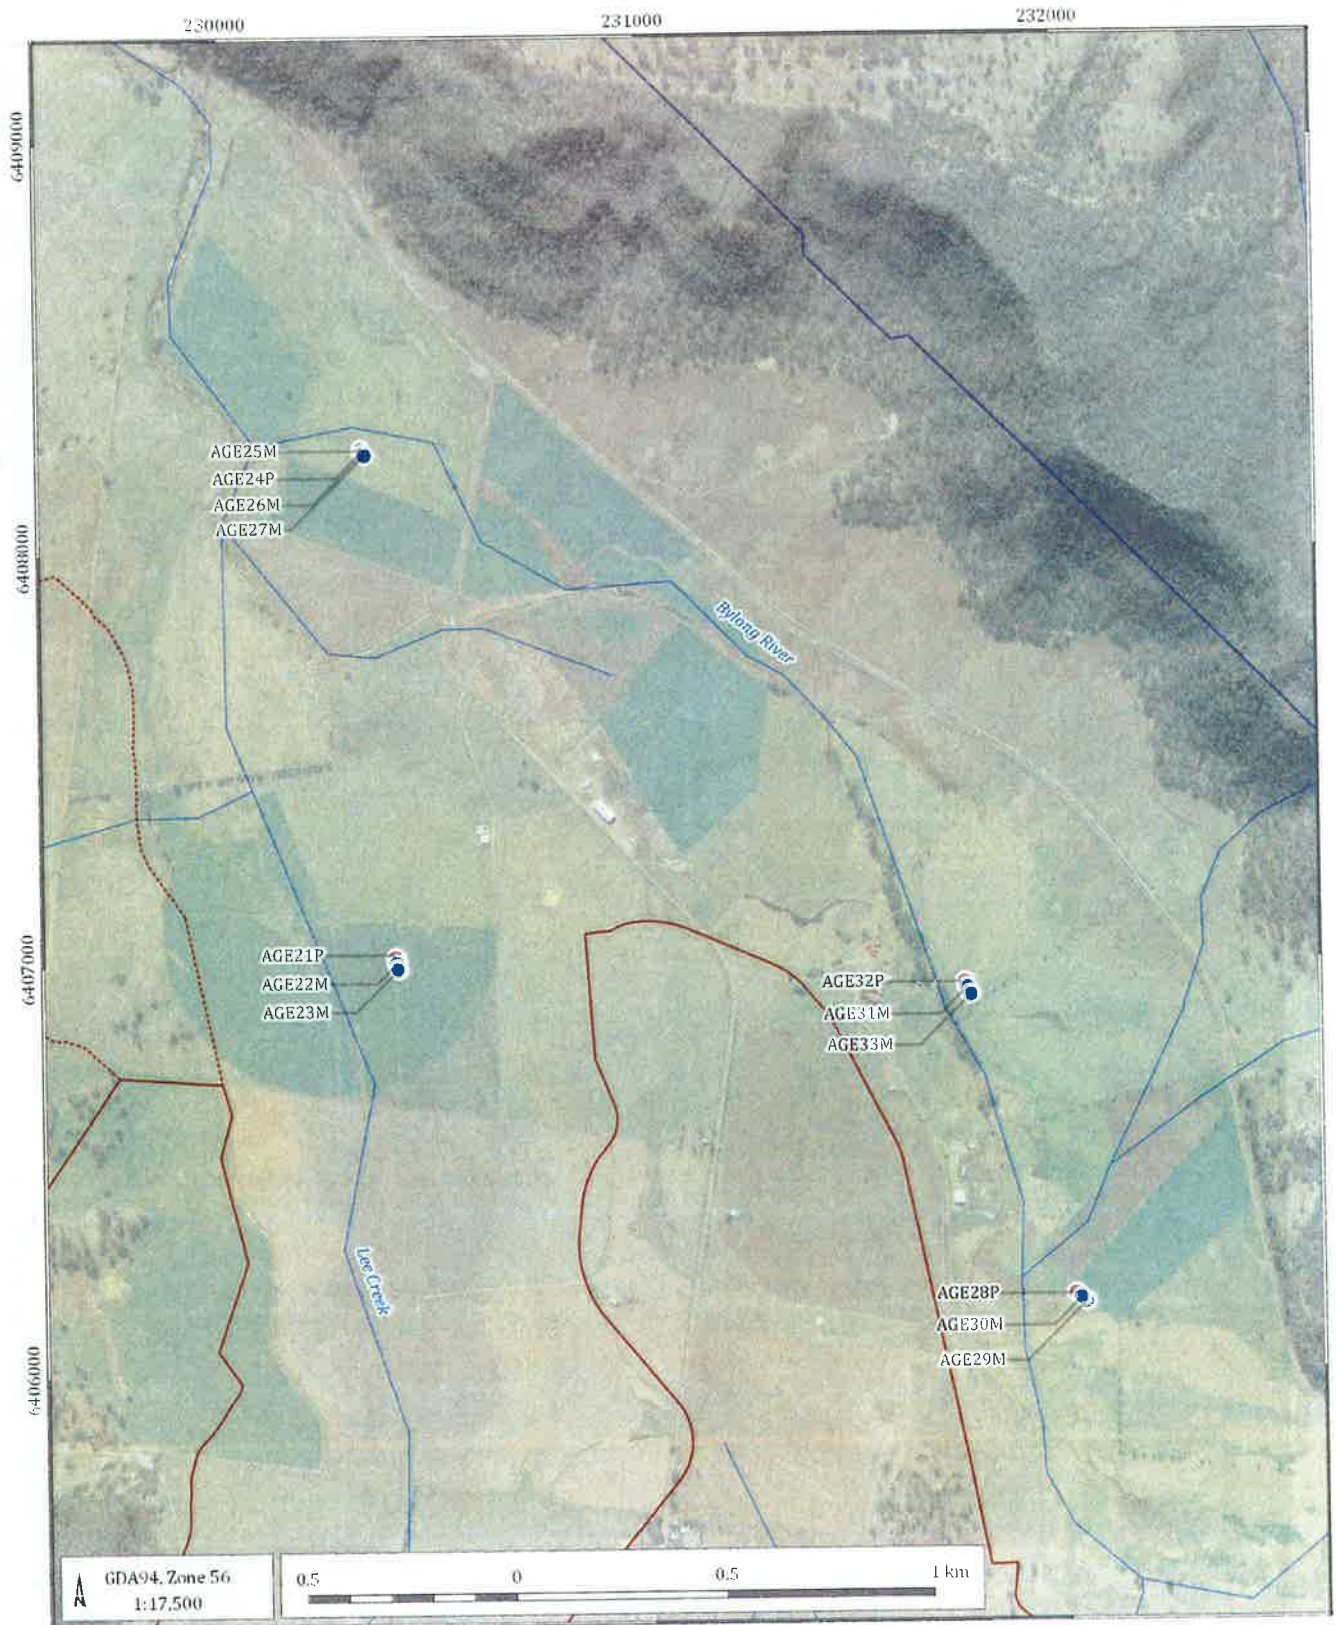 230000
231000
232000
6409000
AGE25M
AGE24P
AGE26M
AGE27M
6408000
Bylong River
6407000
AGE21P
AGE22M
AGE23M
AGE32P
AGE31M
AGE33M
Lee Creek
AGE28P
AGE30M
AGE29M
6406000
GDA94, Zone 56
1:17,500
0.5
0
0.5
1 km